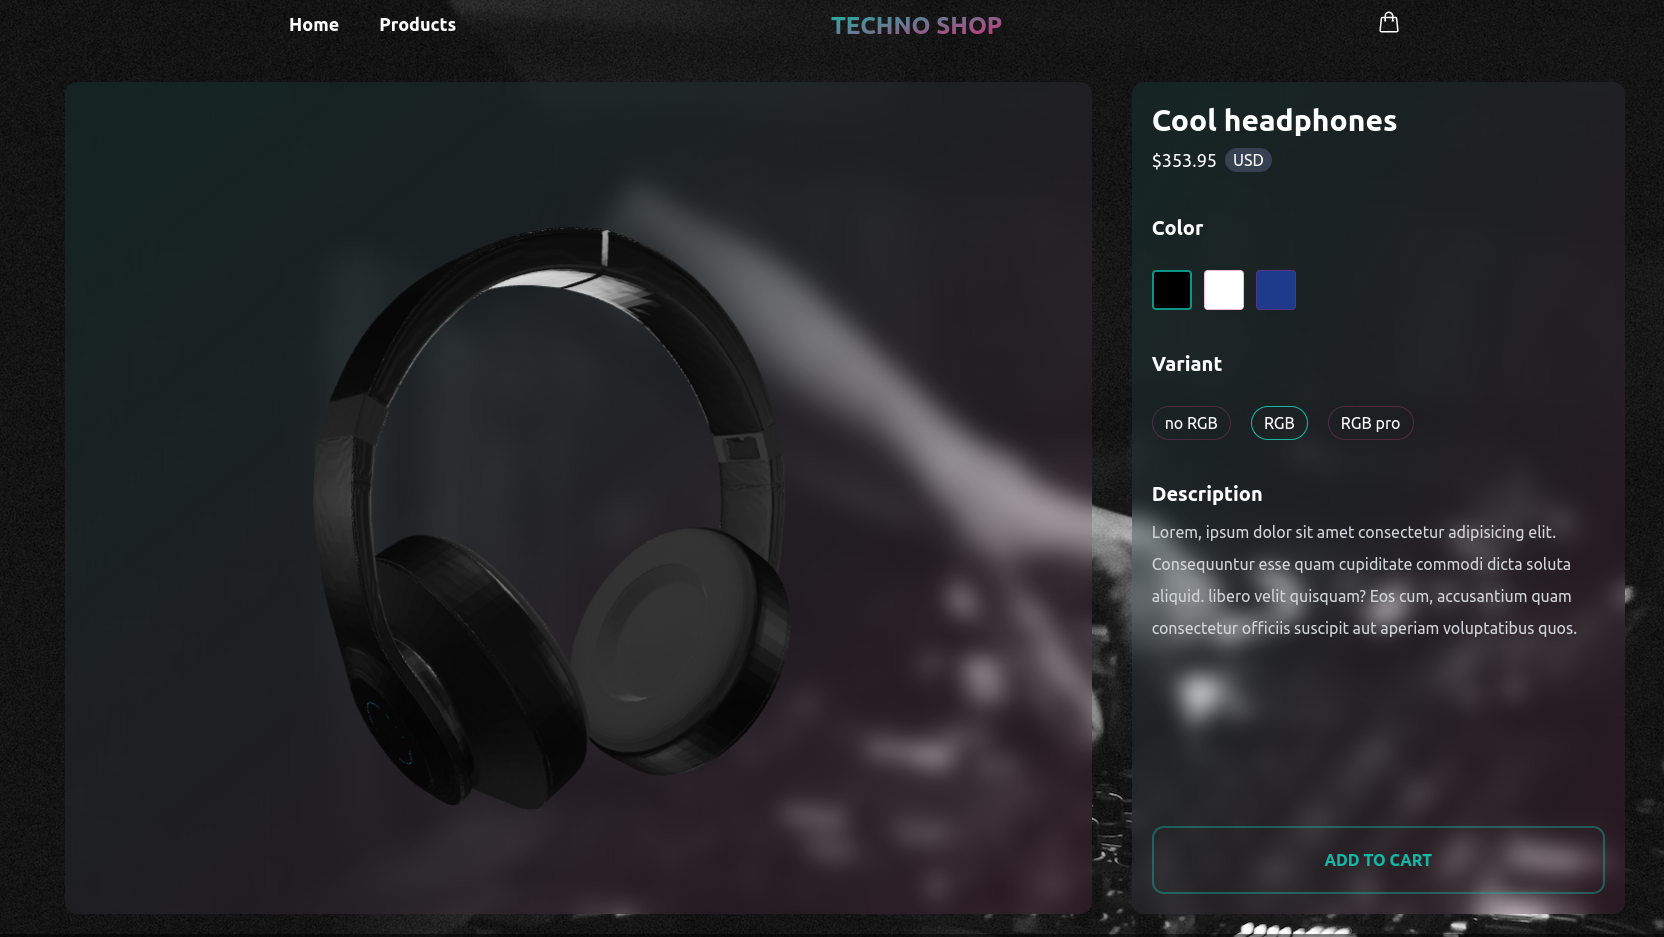 Home Products TECHNO SHOP
Cool headphones
$353.95 USD
Color
Variant
no RGB RGB RGB pro
Description
Lorem, ipsum dolor sit amet consectetur adipisicing elit.
Consequuntur esse quam cupiditate commodi dicta soluta
aliquid. libero velit quisquam? Eos cum, accusantium quam
consectetur officiis suscipit aut aperiam voluptatibus quos.
ADD TO CART